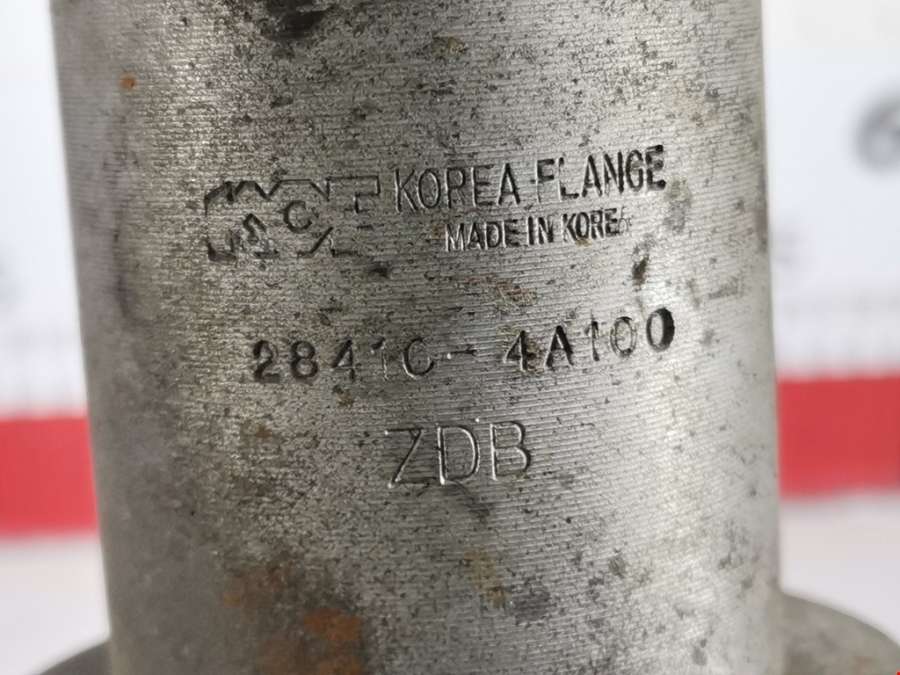 KOREA FLANGE
MADE IN KOREA
28410-4A100
ZDB